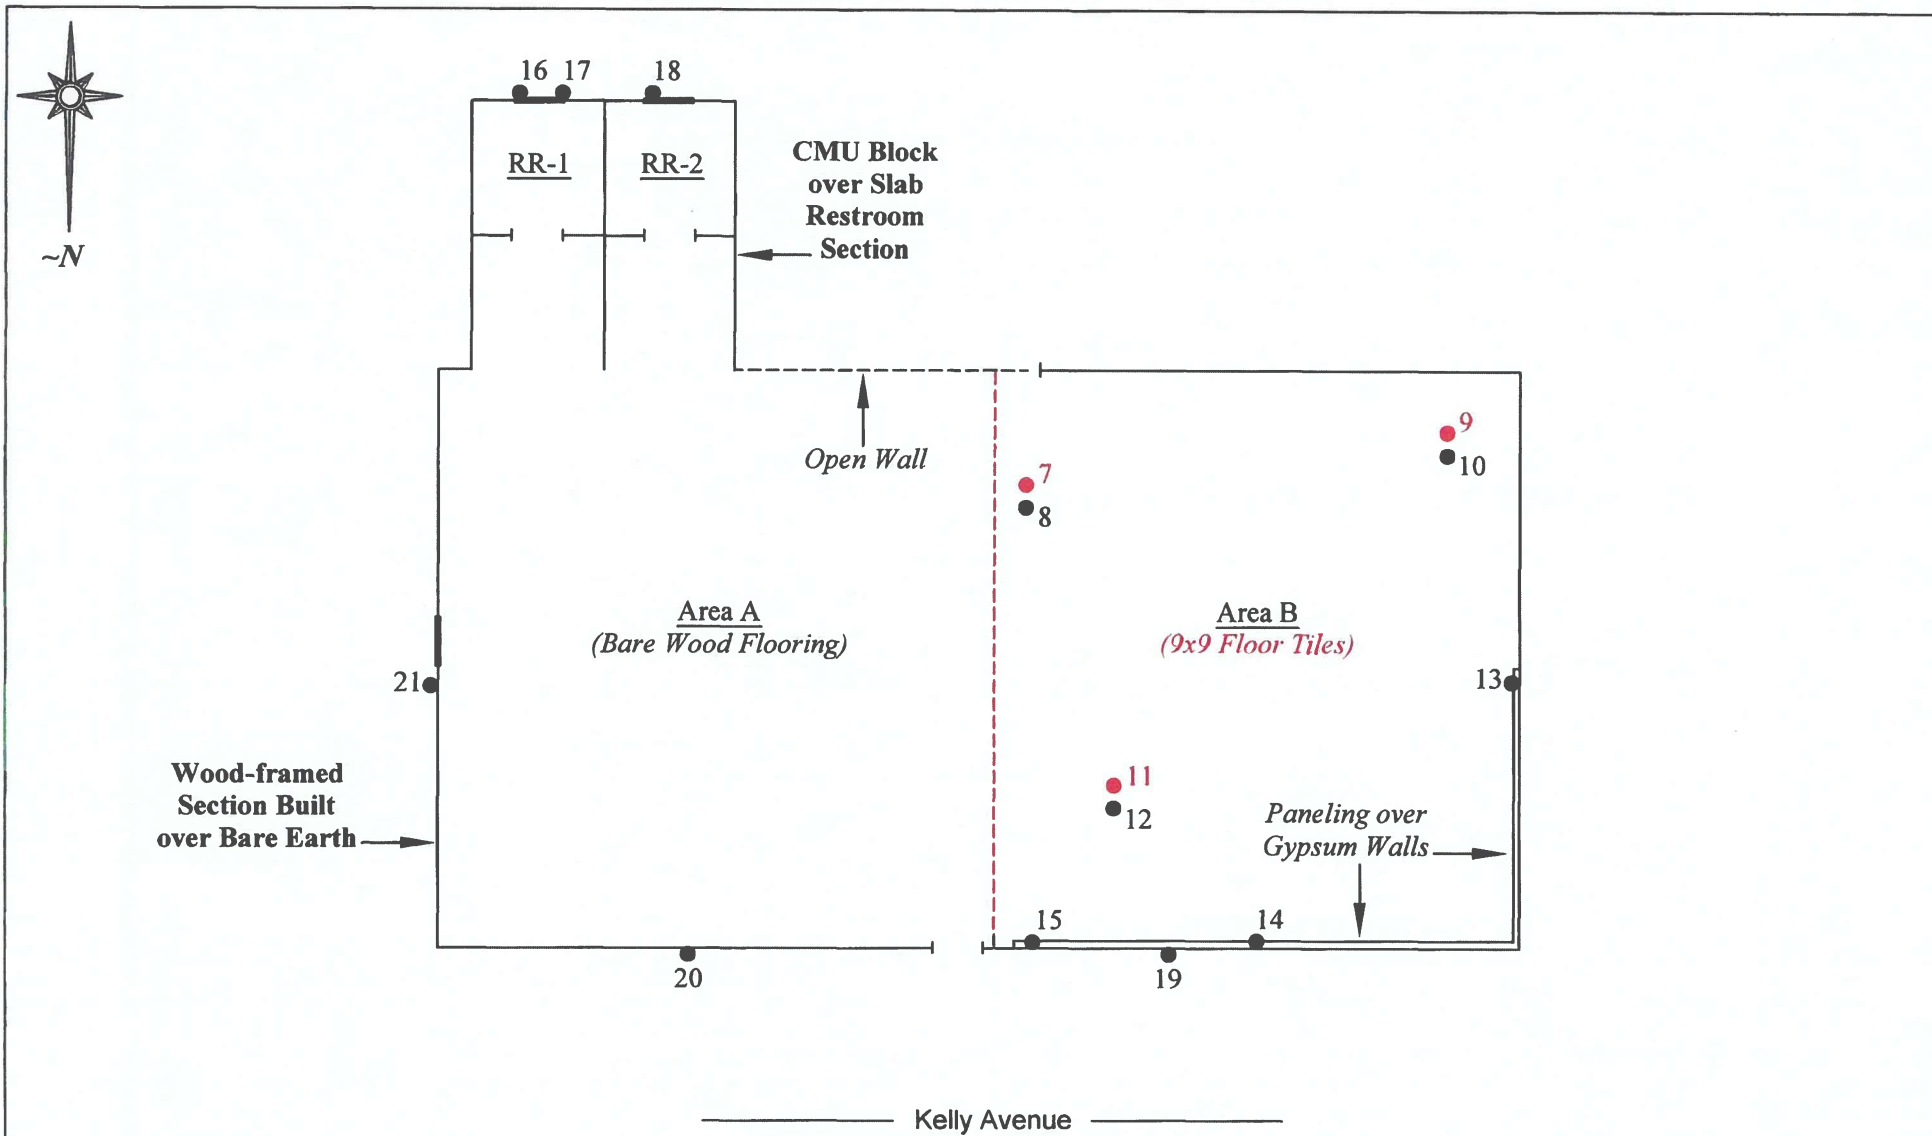 ~N
16 17 18
RR-1 RR-2
CMU Block
over Slab
Restroom
Section
Open Wall
9
10
7
8
Area A
(Bare Wood Flooring)
Area B
(9x9 Floor Tiles)
21
13
Wood-framed
Section Built
over Bare Earth
11
12
Paneling over
Gypsum Walls
15 14
20 19
Kelly Avenue